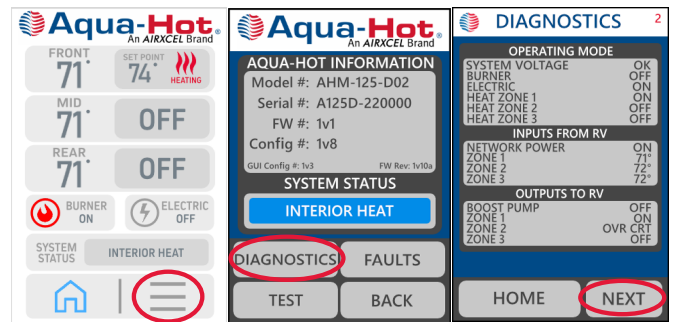 Aqua-Hot®
An AIRXCEL Brand
FRONT
71°
SET POINT
74°
HEATING
MID
71°
OFF
REAR
71°
OFF
BURNER
ON
ELECTRIC
OFF
SYSTEM
STATUS
INTERIOR HEAT
Aqua-Hot®
An AIRXCEL Brand
AQUA-HOT INFORMATION
Model #: AHM-125-D02
Serial #: A125D-220000
FW #: 1v1
Config #: 1v8
GUI Config #: 1v3 FW Rev: 1v10a
SYSTEM STATUS
INTERIOR HEAT
DIAGNOSTICS FAULTS
TEST BACK
DIAGNOSTICS 2
OPERATING MODE
SYSTEM VOLTAGE OK
BURNER OFF
ELECTRIC ON
HEAT ZONE 1 ON
HEAT ZONE 2 OFF
HEAT ZONE 3 OFF
INPUTS FROM RV
NETWORK POWER ON
ZONE 1 71°
ZONE 2 72°
ZONE 3 72°
OUTPUTS TO RV
BOOST PUMP OFF
ZONE 1 ON
ZONE 2 OVR CRT
ZONE 3 OFF
HOME NEXT